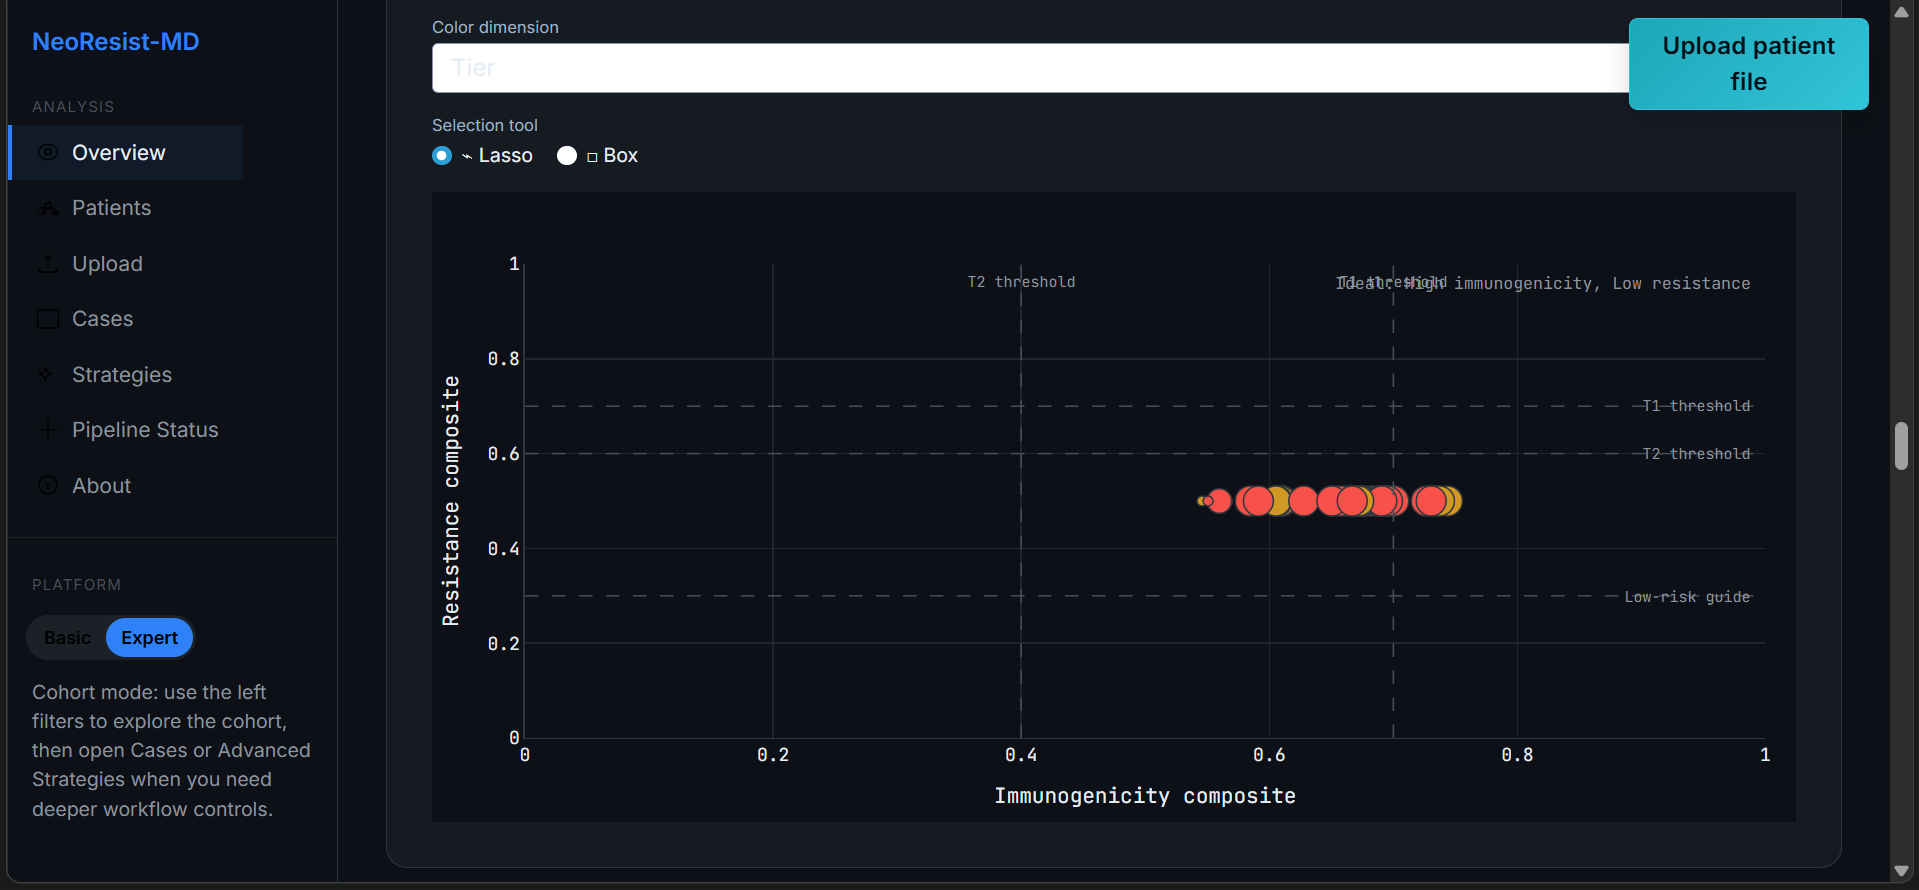 NeoResist-MD
ANALYSIS
Overview
Patients
Upload
Cases
Strategies
Pipeline Status
About
PLATFORM
Basic
Expert
Cohort mode: use the left
filters to explore the cohort,
then open Cases or Advanced
Strategies when you need
deeper workflow controls.
Color dimension
Tier
Upload patient
file
Selection tool
Lasso
Box
T2 threshold
T1 threshold
Ideal: High immunogenicity, Low resistance
T1 threshold
T2 threshold
Low-risk guide
Resistance composite
1
0.8
0.6
0.4
0.2
0
0 0.2 0.4 0.6 0.8 1
Immunogenicity composite